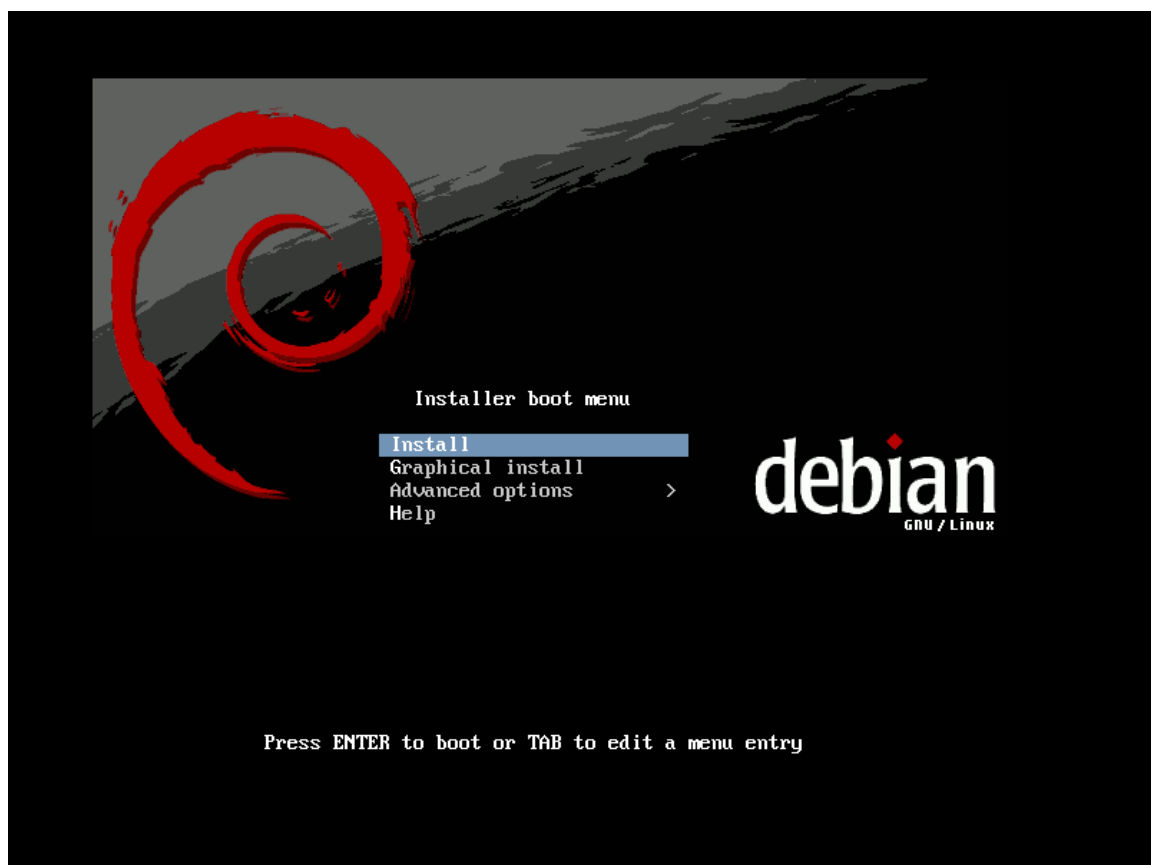 Installer boot menu
Install
Graphical install
Advanced options >
Help
debian
GNU/Linux
Press ENTER to boot or TAB to edit a menu entry